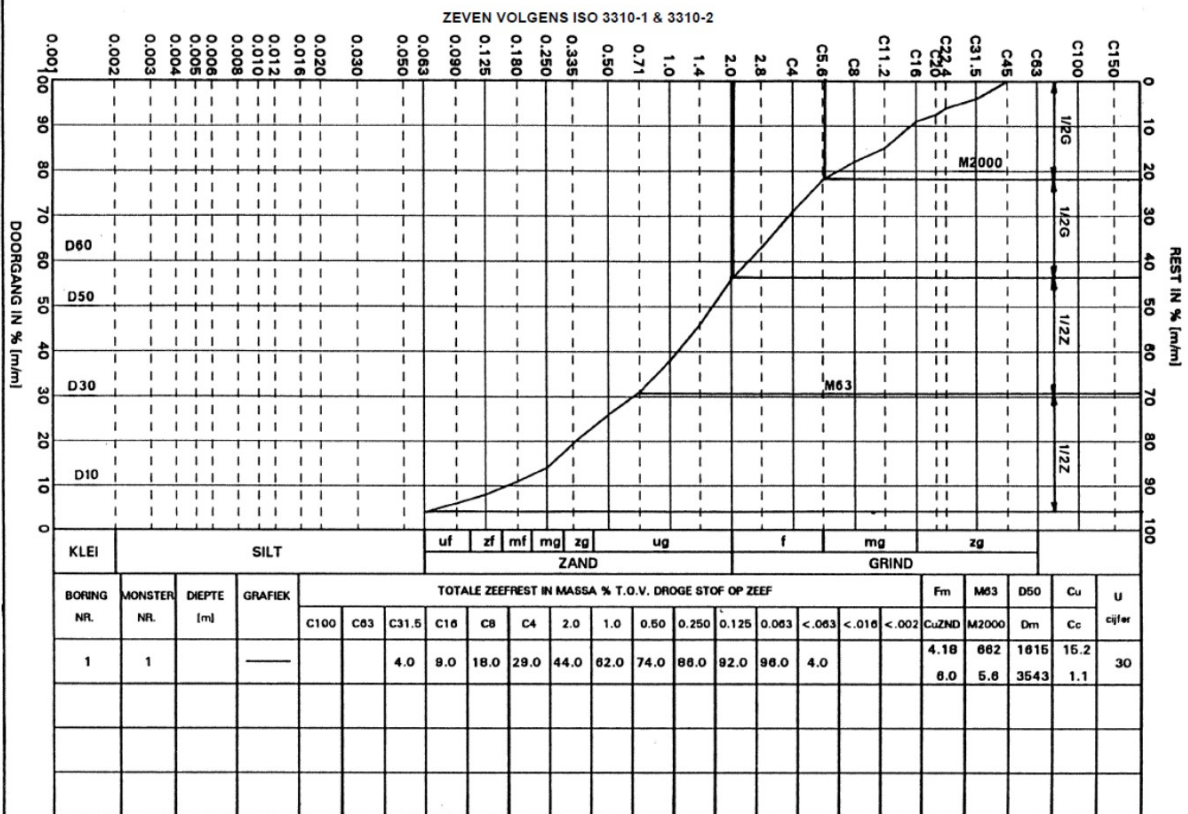 ZEVEN VOLGENS ISO 3310-1 & 3310-2
0.001 0.002 0.003 0.004 0.005 0.006 0.008 0.010 0.012 0.016 0.020 0.030 0.050 0.063 0.090 0.125 0.180 0.250 0.335 0.50 0.71 1.0 1.4 2.0 2.8 C4 C5.6 C8 C11.2 C16 C20 C22.4 C31.5 C45 C63 C100 C150
DOORGANG IN % [m/m]
100 90 80 70 60 50 40 30 20 10 0
D60
D50
D30
D10
M2000
M63
1/2G
1/2G
1/2Z
1/2Z
0 10 20 30 40 50 60 70 80 90 100
REST IN % [m/m]
KLEI SILT uf zf mf mg zg ug f mg zg
ZAND GRIND
BORING NR. MONSTER NR. DIEPTE [m] GRAFIEK TOTALE ZEEFREST IN MASSA % T.O.V. DROGE STOF OP ZEEF Fm M63 D50 Cu U cijfer
C100 C63 C31.5 C16 C8 C4 2.0 1.0 0.50 0.250 0.125 0.063 <.063 <.016 <.002 CuZND M2000 Dm Cc
1 1 4.0 9.0 18.0 29.0 44.0 62.0 74.0 86.0 92.0 96.0 4.0 4.18 662 1615 15.2 30
6.0 5.6 3543 1.1